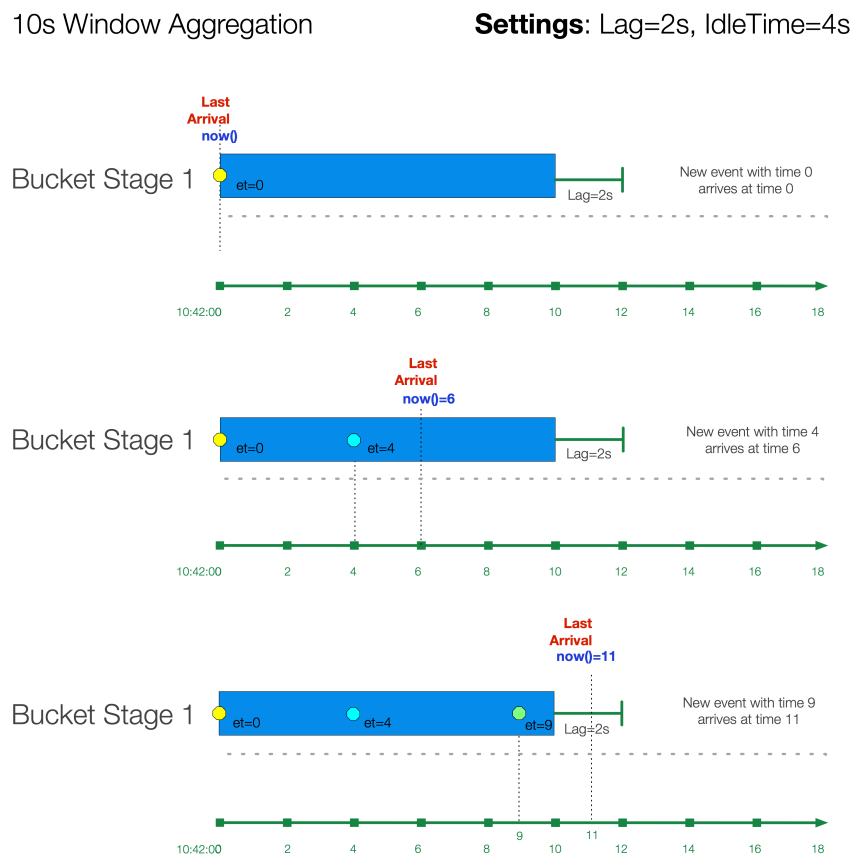 10s Window Aggregation
Settings: Lag=2s, IdleTime=4s
Last
Arrival
now()
Bucket Stage 1
et=0
Lag=2s
New event with time 0
arrives at time 0
10:42:00 2 4 6 8 10 12 14 16 18
Last
Arrival
now()=6
Bucket Stage 1
et=0
et=4
Lag=2s
New event with time 4
arrives at time 6
10:42:00 2 4 6 8 10 12 14 16 18
Last
Arrival
now()=11
Bucket Stage 1
et=0
et=4
et=9
Lag=2s
New event with time 9
arrives at time 11
9 11
10:42:00 2 4 6 8 10 12 14 16 18